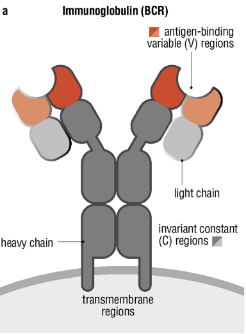 a
Immunoglobulin (BCR)
antigen-binding
variable (V) regions
light chain
invariant constant
(C) regions
heavy chain
transmembrane
regions